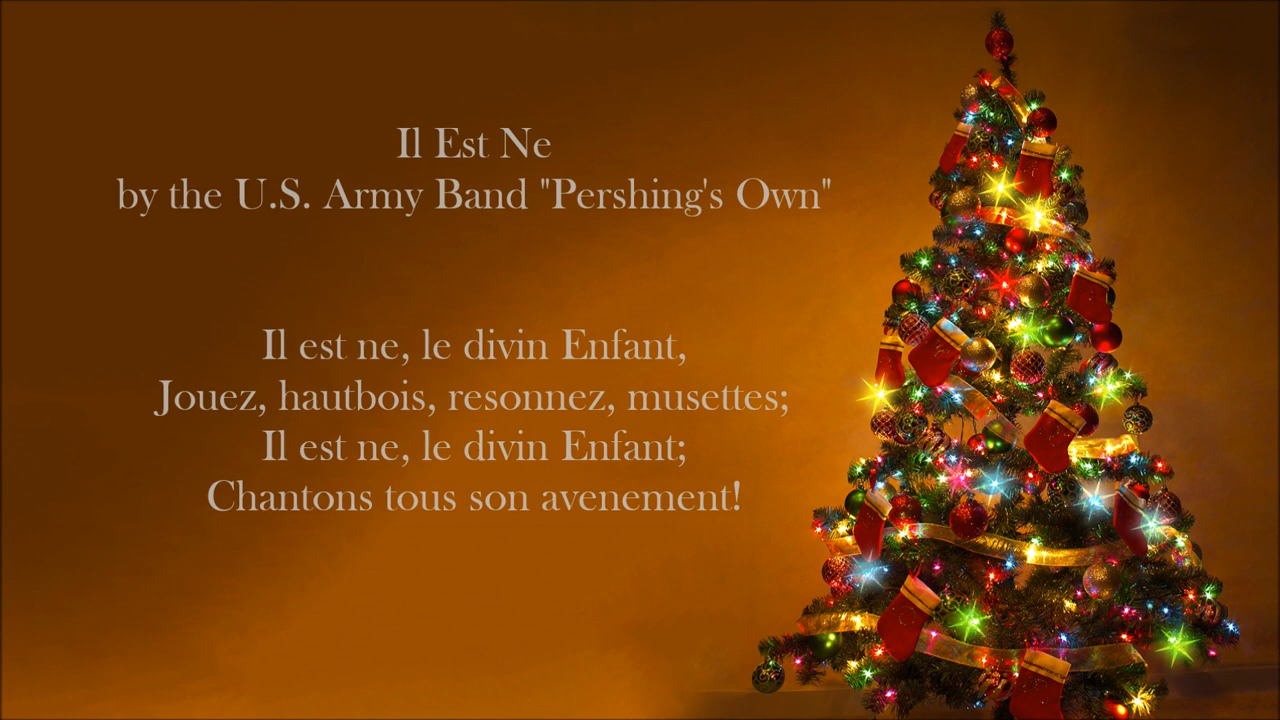 Il Est Ne
by the U.S. Army Band "Pershing's Own"
Il est ne, le divin Enfant,
Jouez, hautbois, resonnez, musettes;
Il est ne, le divin Enfant;
Chantons tous son avenement!